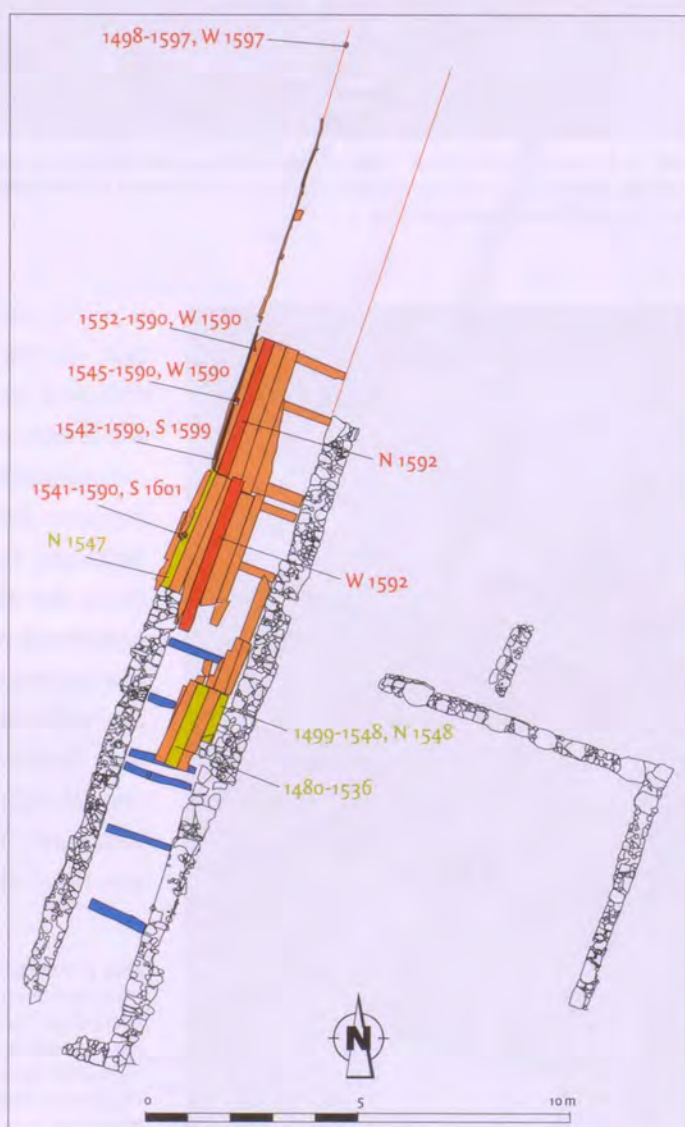 1498-1597, W 1597
1552-1590, W 1590
1545-1590, W 1590
1542-1590, S 1599
N 1592
1541-1590, S 1601
N 1547
W 1592
1499-1548, N 1548
1480-1536
N
0 5 10 m